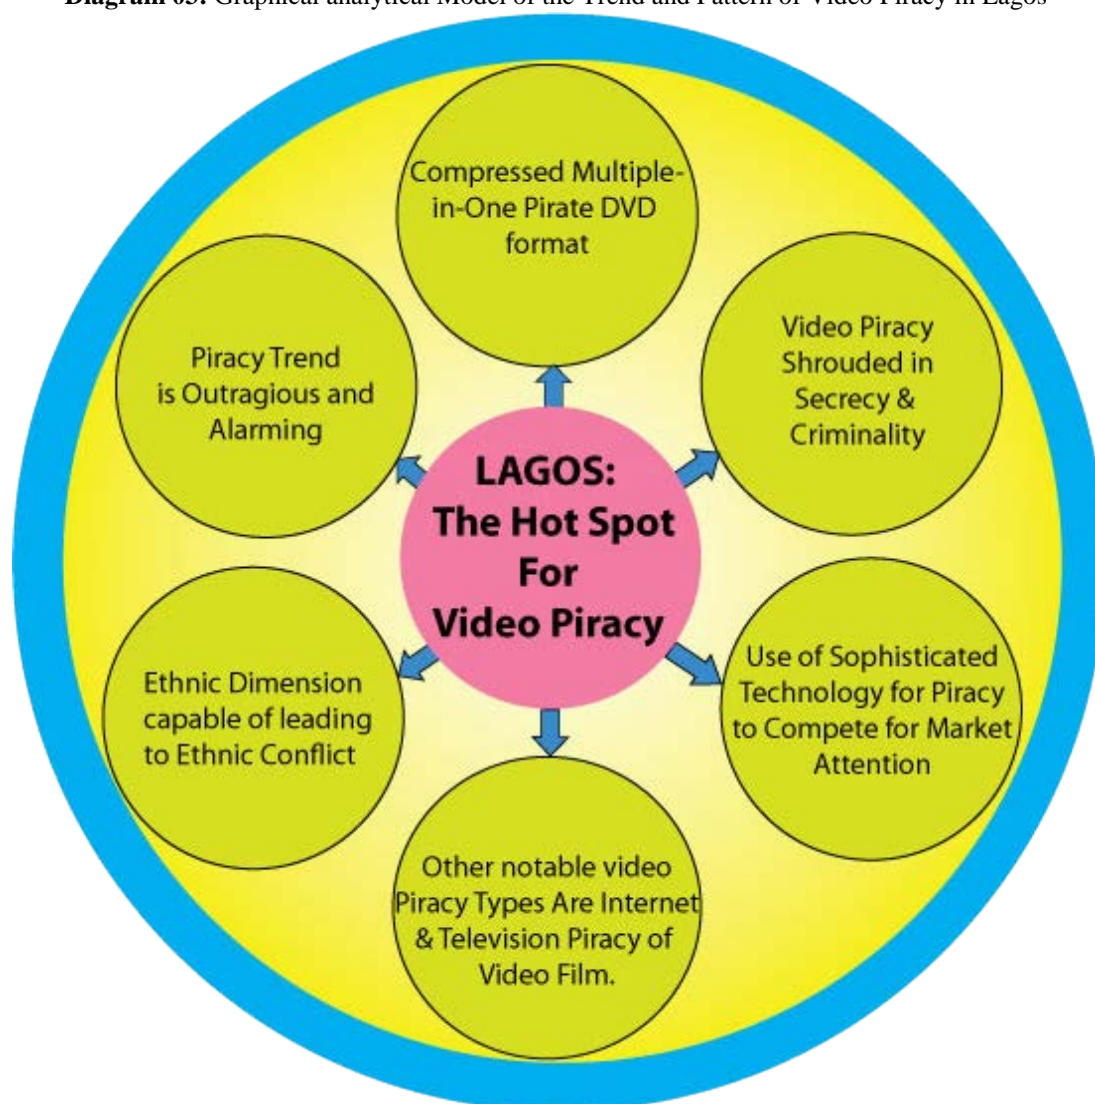 Diagram 03: Graphical analytical Model of the Trend and Pattern of Video Piracy in Lagos
Compressed Multiple-
in-One Pirate DVD
format
Video Piracy
Shrouded in
Secrecy &
Criminality
Use of Sophisticated
Technology for Piracy
to Compete for Market
Attention
Other notable video
Piracy Types Are Internet
& Television Piracy of
Video Film.
Ethnic Dimension
capable of leading
to Ethnic Conflict
Piracy Trend
is Outragious and
Alarming
LAGOS:
The Hot Spot
For
Video Piracy